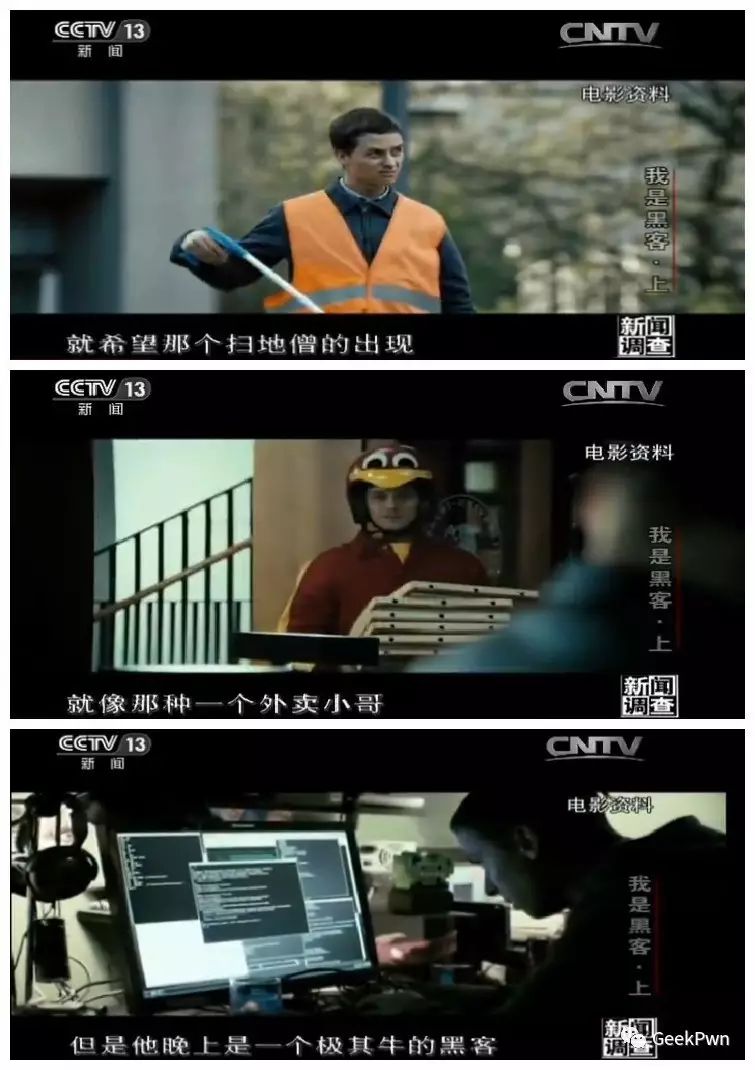 CCTV 13
新闻
CNTV
电影资料
我是黑客·上
就希望那个扫地僧的出现
新闻
调查
CCTV 13
新闻
CNTV
电影资料
我是黑客·上
就像那种一个外卖小哥
新闻
调查
CCTV 13
新闻
CNTV
电影资料
我是黑客·上
但是他晚上是一个极其牛的黑客
新闻
调查
GeekPwn